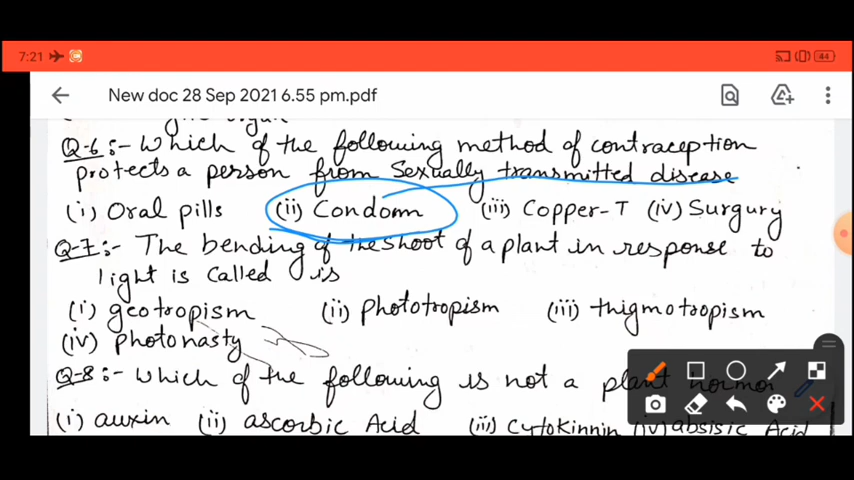 7:21
44
New doc 28 Sep 2021 6.55 pm.pdf
Q-6:- Which of the following method of contraception
protects a person from sexually transmitted disease
(i) Oral pills (ii) Condom (iii) Copper-T (iv) Surgury
Q-7:- The bending of the shoot of a plant in response to
light is called is
(i) geotropism (ii) phototropism (iii) thigmotropism
(iv) photonasty
Q-8:- Which of the following is not a plant hormon
(i) auxin (ii) ascorbic Acid (iii) Cytokinnin (iv) absisic Acid